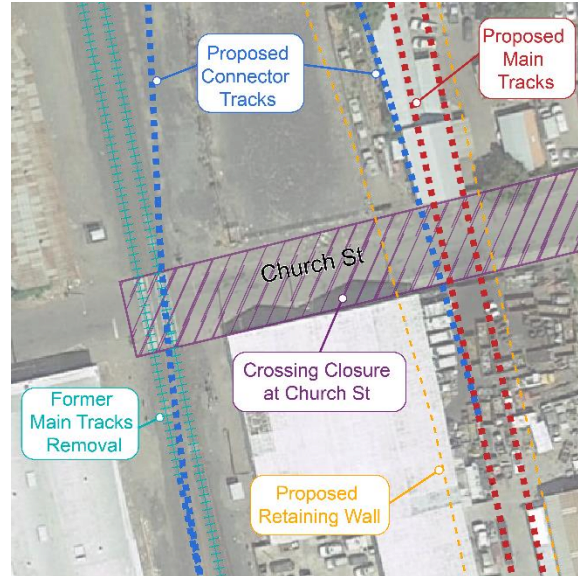 Proposed
Connector
Tracks
Proposed
Main
Tracks
Church St
Crossing Closure
at Church St
Former
Main Tracks
Removal
Proposed
Retaining Wall